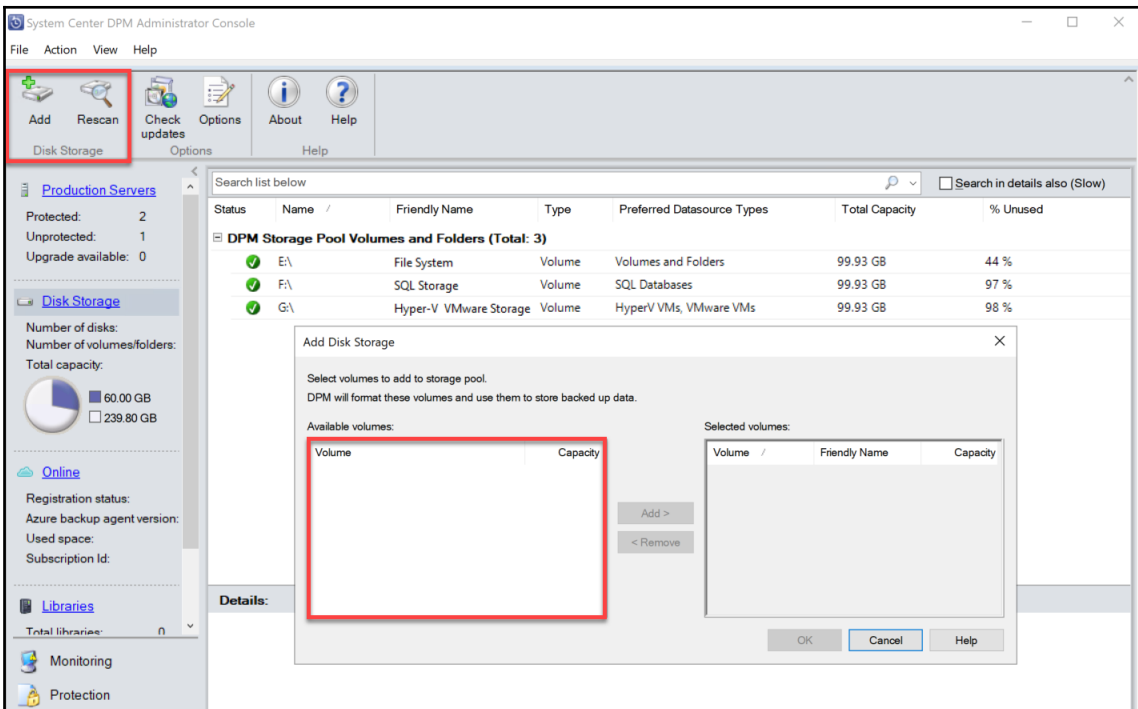 System Center DPM Administrator Console
File Action View Help
Add Rescan Check updates Options About Help
Disk Storage Options Help
Search list below
Search in details also (Slow)
Status Name Friendly Name Type Preferred Datasource Types Total Capacity % Unused
DPM Storage Pool Volumes and Folders (Total: 3)
E:\ File System Volume Volumes and Folders 99.93 GB 44 %
F:\ SQL Storage Volume SQL Databases 99.93 GB 97 %
G:\ Hyper-V VMware Storage Volume HyperV VMs, VMware VMs 99.93 GB 98 %
Production Servers
Protected: 2
Unprotected: 1
Upgrade available: 0
Disk Storage
Number of disks:
Number of volumes/folders:
Total capacity:
60.00 GB
239.80 GB
Online
Registration status:
Azure backup agent version:
Used space:
Subscription Id:
Libraries
Total libraries: 0
Monitoring
Protection
Add Disk Storage
Select volumes to add to storage pool.
DPM will format these volumes and use them to store backed up data.
Available volumes:
Volume Capacity
Add >
< Remove
Selected volumes:
Volume Friendly Name Capacity
OK Cancel Help
Details: